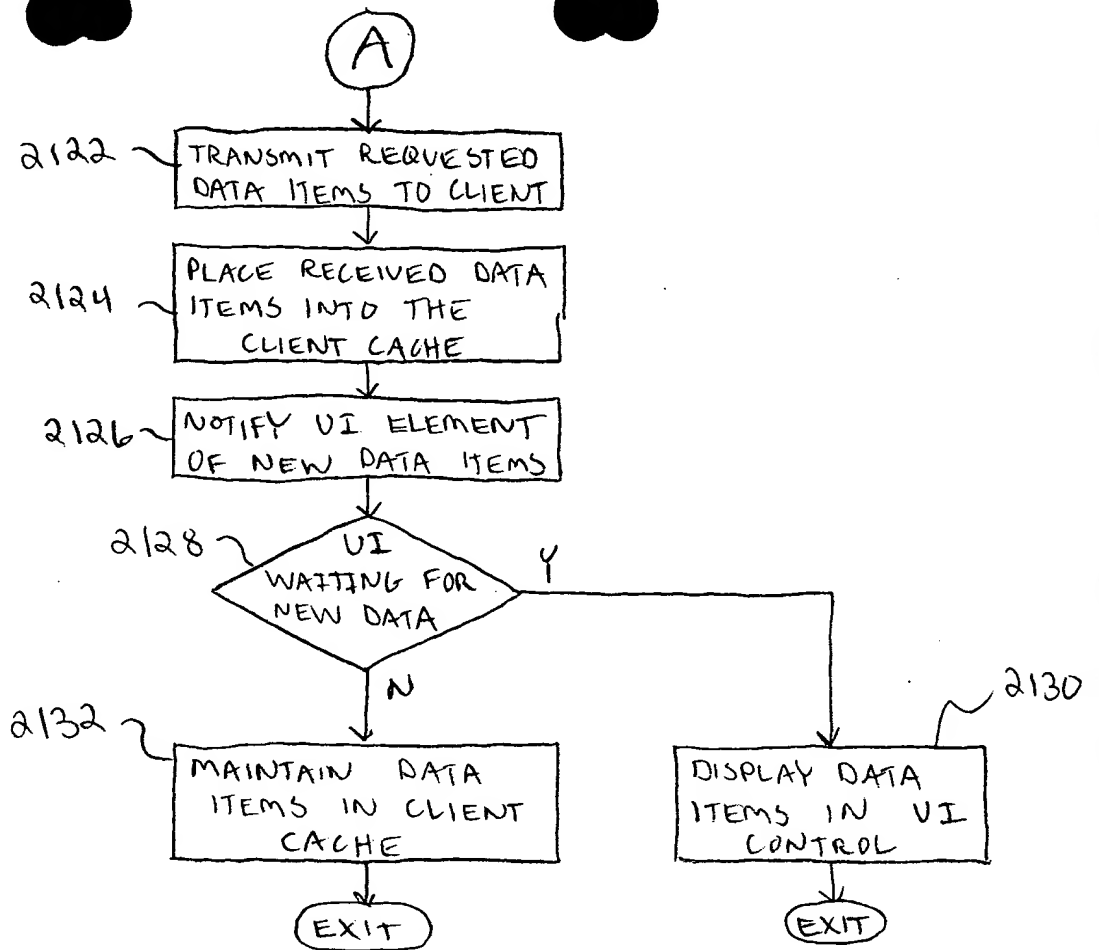 A
2122
TRANSMIT REQUESTED
DATA ITEMS TO CLIENT
2124
PLACE RECEIVED DATA
ITEMS INTO THE
CLIENT CACHE
2126
NOTIFY UI ELEMENT
OF NEW DATA ITEMS
2128
UI
WAITING FOR
NEW DATA
Y
N
2132
MAINTAIN DATA
ITEMS IN CLIENT
CACHE
2130
DISPLAY DATA
ITEMS IN UI
CONTROL
EXIT
EXIT